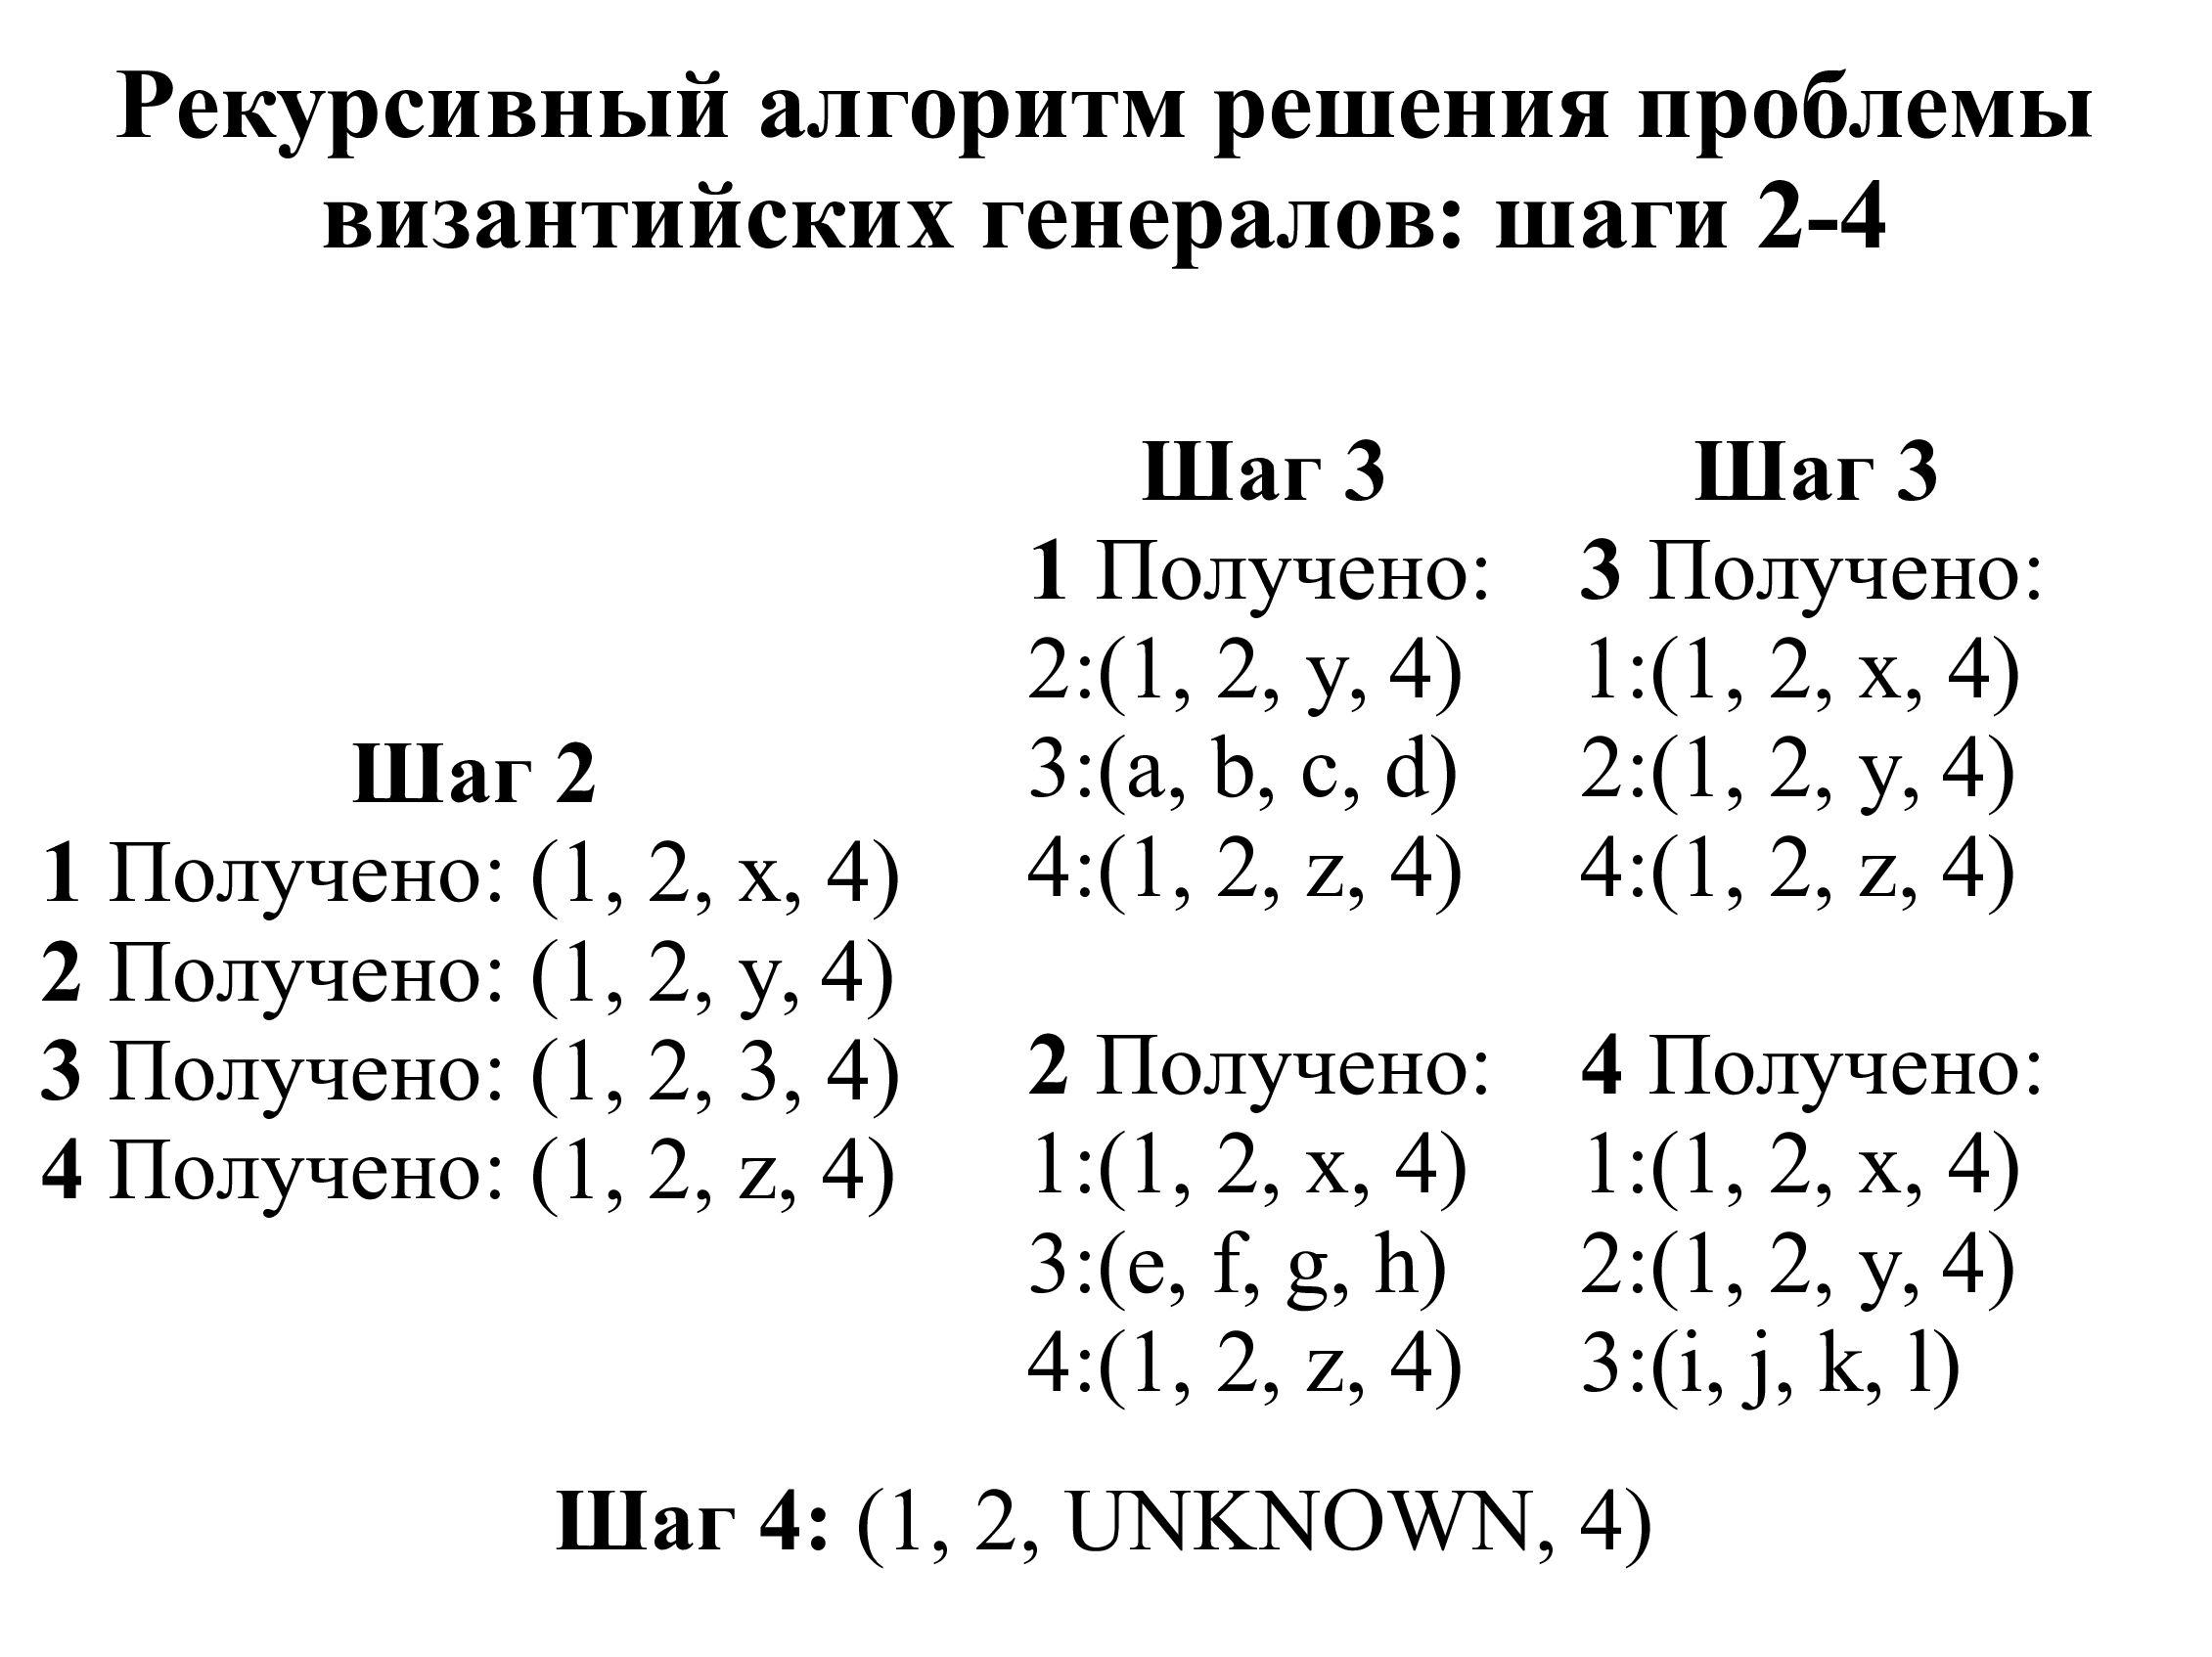 Рекурсивный алгоритм решения проблемы
византийских генералов: шаги 2-4
Шаг 2
1 Получено: (1, 2, x, 4)
2 Получено: (1, 2, y, 4)
3 Получено: (1, 2, 3, 4)
4 Получено: (1, 2, z, 4)
Шаг 3
1 Получено:
2:(1, 2, y, 4)
3:(a, b, c, d)
4:(1, 2, z, 4)
2 Получено:
1:(1, 2, x, 4)
3:(e, f, g, h)
4:(1, 2, z, 4)
Шаг 3
3 Получено:
1:(1, 2, x, 4)
2:(1, 2, y, 4)
4:(1, 2, z, 4)
4 Получено:
1:(1, 2, x, 4)
2:(1, 2, y, 4)
3:(i, j, k, l)
Шаг 4: (1, 2, UNKNOWN, 4)